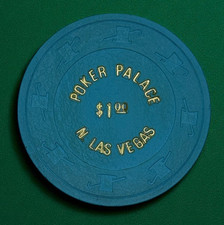 POKER PALACE
$1.00
N. LAS VEGAS